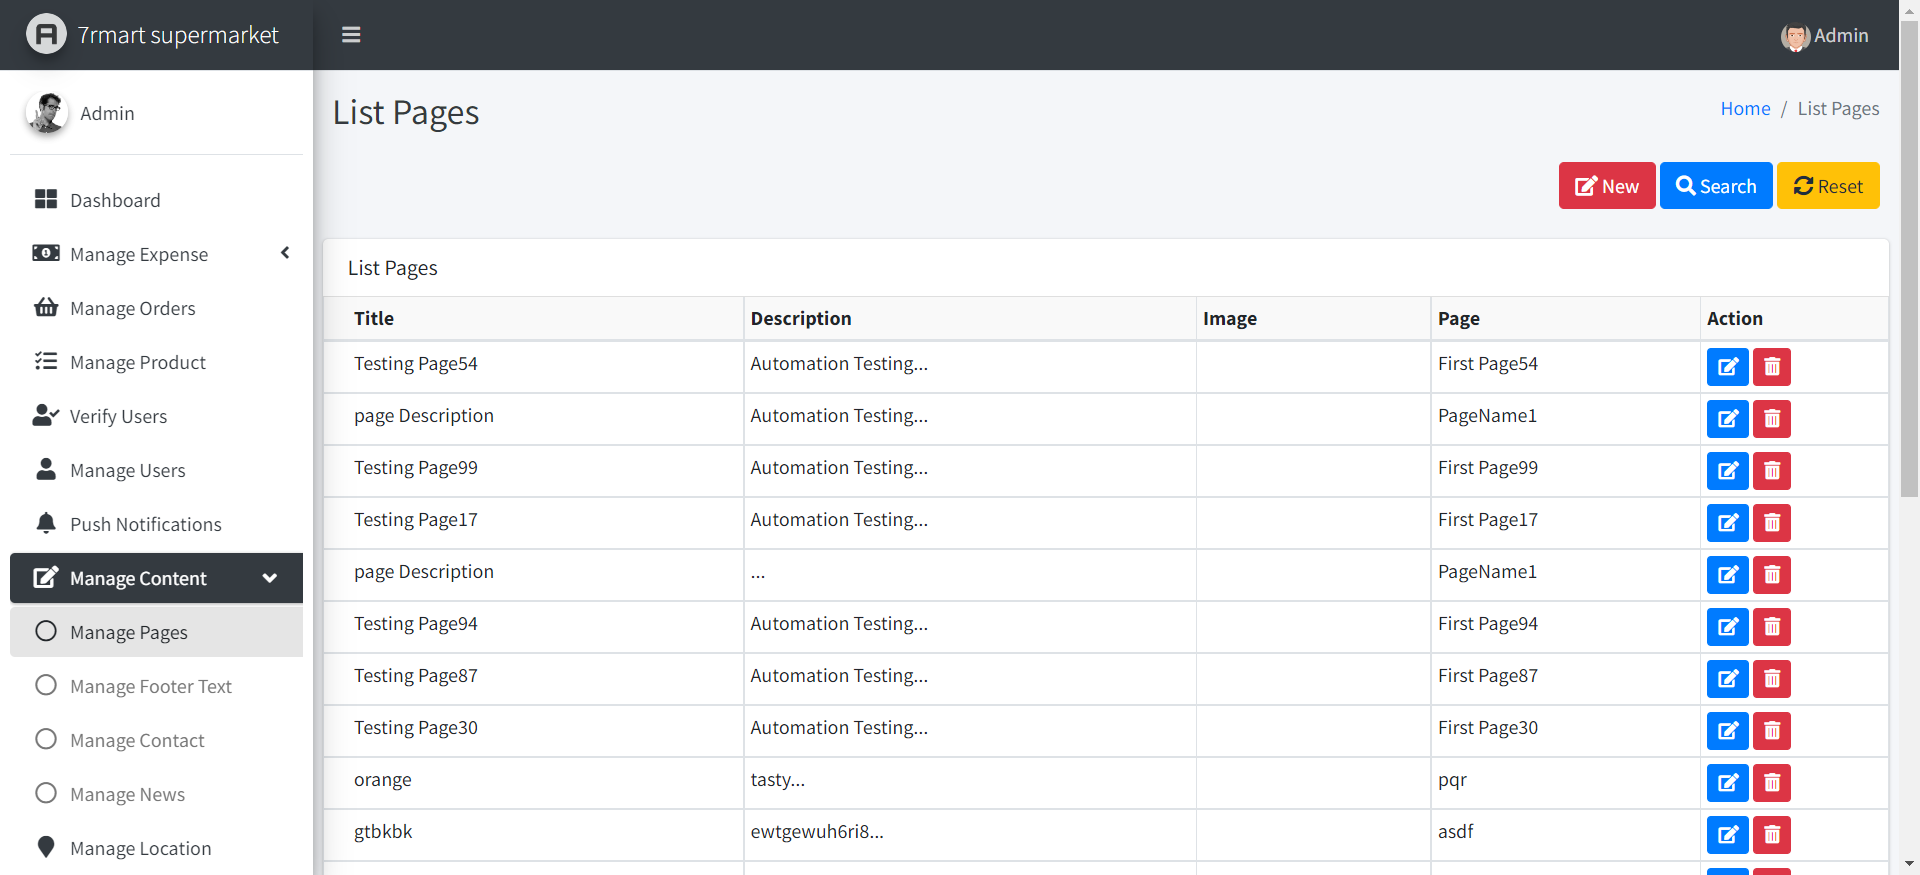 7rmart supermarket
Admin
Admin
List Pages
Home / List Pages
New
Search
Reset
Dashboard
Manage Expense
Manage Orders
Manage Product
Verify Users
Manage Users
Push Notifications
Manage Content
Manage Pages
Manage Footer Text
Manage Contact
Manage News
Manage Location
List Pages
Title Description Image Page Action
Testing Page54 Automation Testing... First Page54
page Description Automation Testing... PageName1
Testing Page99 Automation Testing... First Page99
Testing Page17 Automation Testing... First Page17
page Description ... PageName1
Testing Page94 Automation Testing... First Page94
Testing Page87 Automation Testing... First Page87
Testing Page30 Automation Testing... First Page30
orange tasty... pqr
gtbkbk ewtgewuh6ri8... asdf